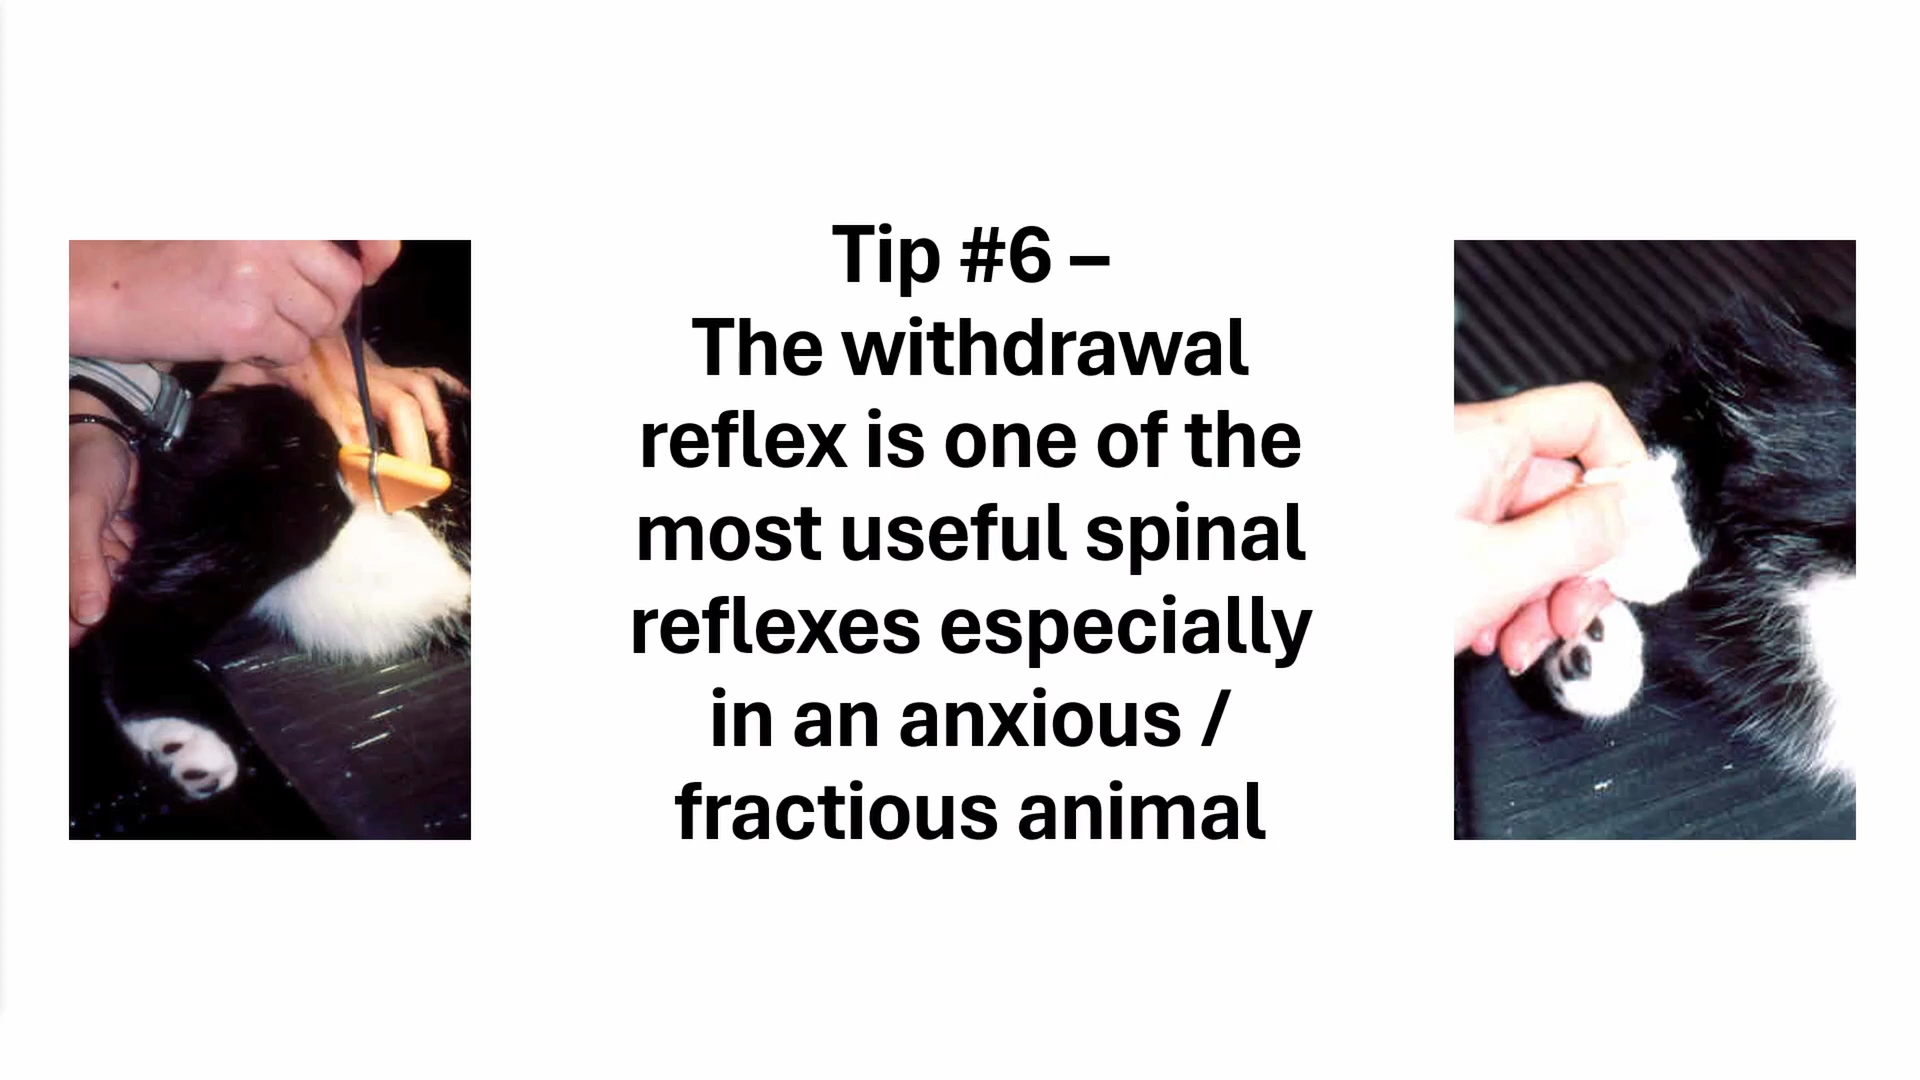 Tip #6 –
The withdrawal
reflex is one of the
most useful spinal
reflexes especially
in an anxious /
fractious animal